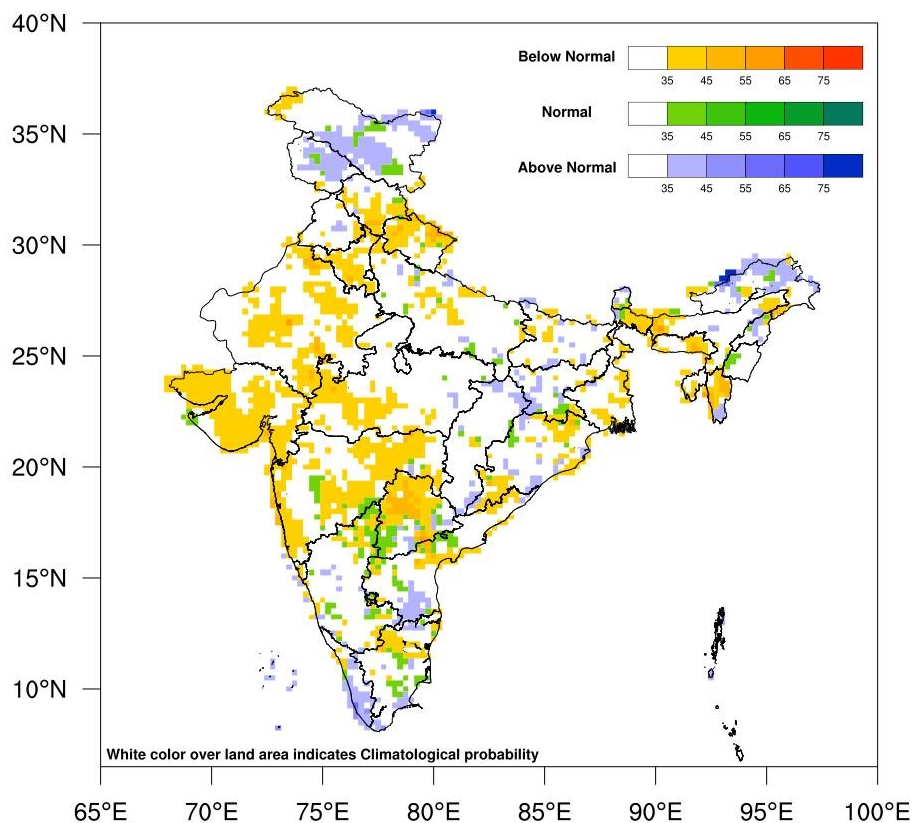 40°N
Below Normal
35 45 55 65 75
Normal
35 45 55 65 75
35°N
Above Normal
35 45 55 65 75
30°N
25°N
20°N
15°N
10°N
White color over land area indicates Climatological probability
65°E 70°E 75°E 80°E 85°E 90°E 95°E 100°E